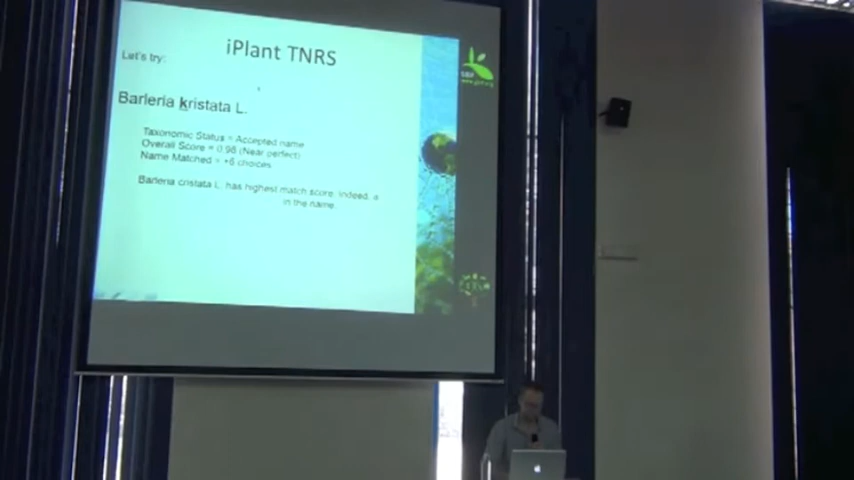 iPlant TNRS
Let's try:
Barleria kristata L.
Taxonomic Status = Accepted name
Overall Score = 0.98 (Near perfect)
Name Matched = +6 choices
Barleria cristata L. has highest match score: indeed, a
in the name.